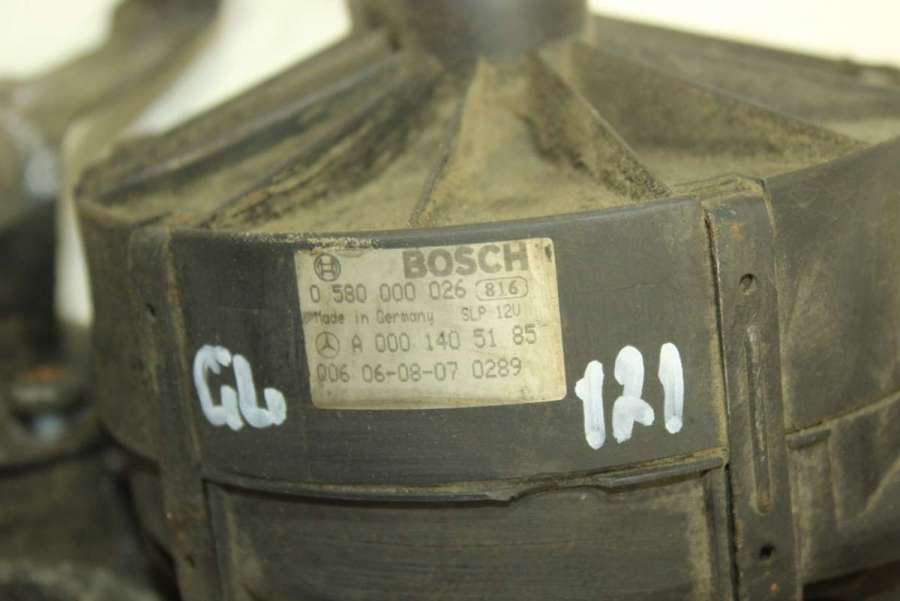 BOSCH
0 580 000 026 816
Made in Germany SLP 12V
A 000 140 51 85
Q06 06-08-07 0289
GL 121